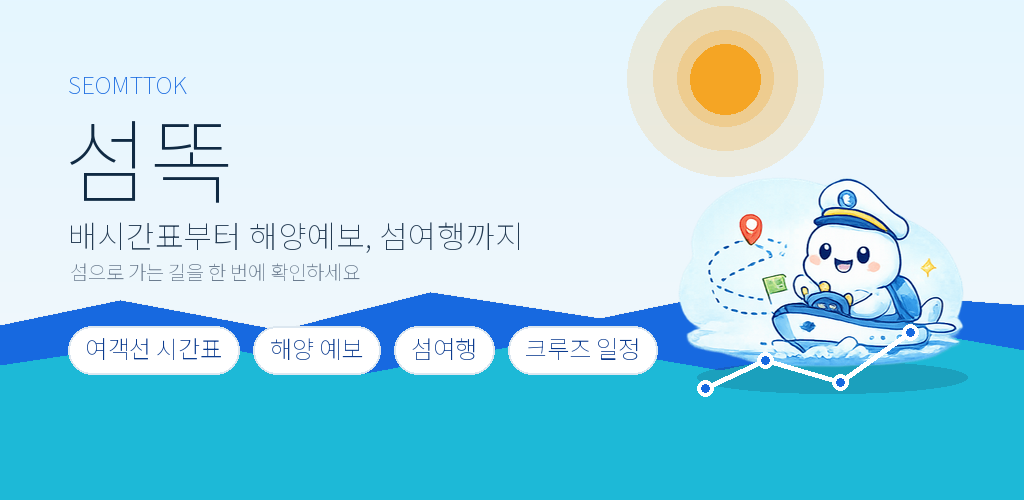 SEOMTTOK
섬똑
배시간표부터 해양예보, 섬여행까지
섬으로 가는 길을 한 번에 확인하세요
여객선 시간표 해양 예보 섬여행 크루즈 일정